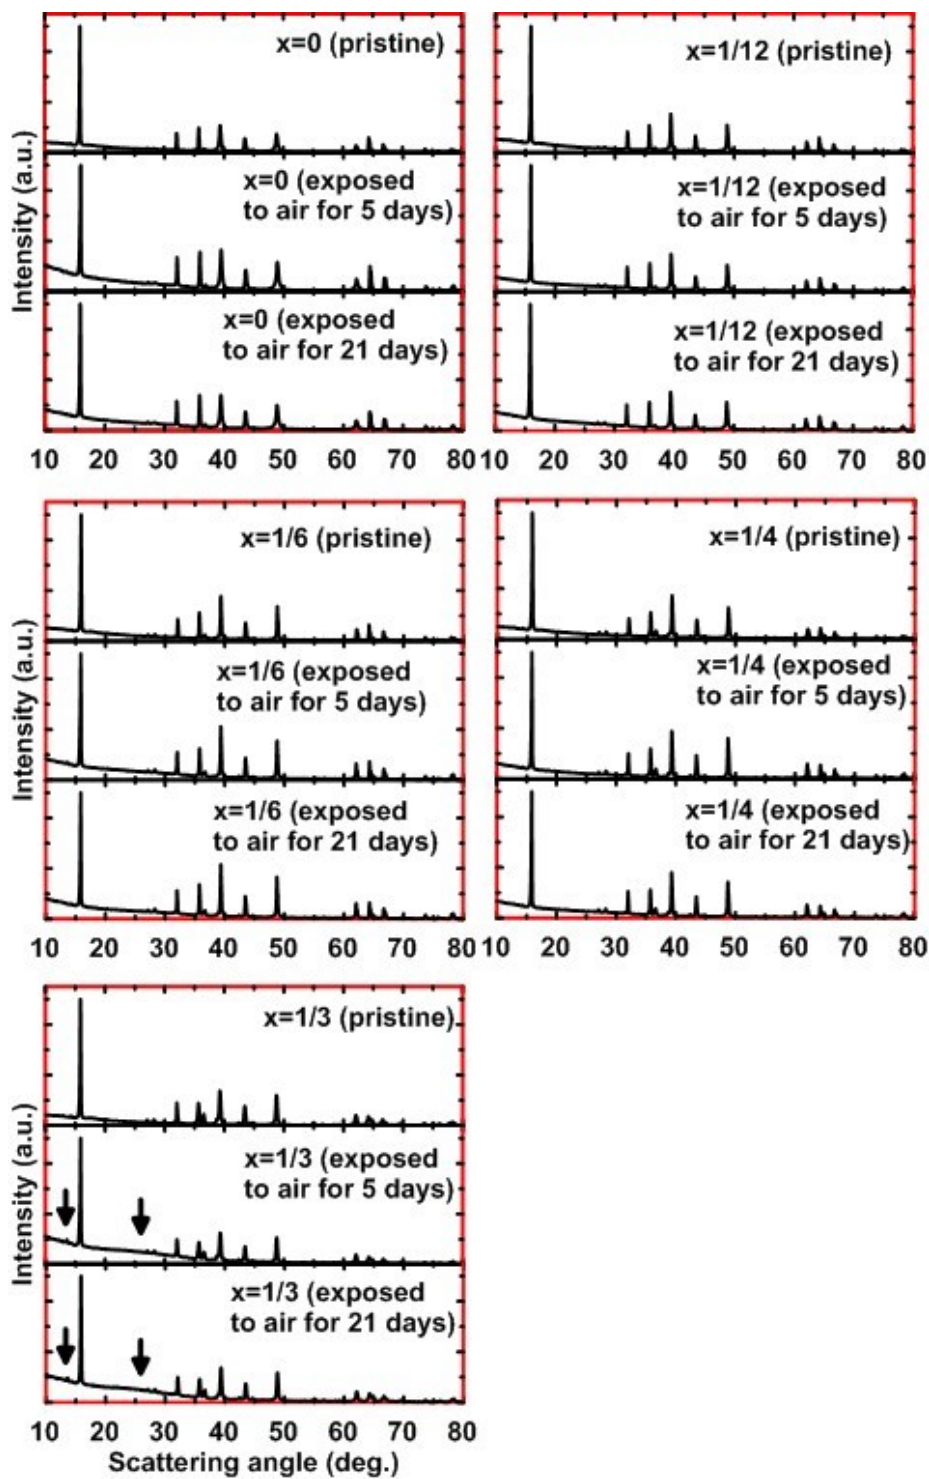 x=0 (pristine)
x=0 (exposed
to air for 5 days)
x=0 (exposed
to air for 21 days)
Intensity (a.u.)
10 20 30 40 50 60 70 80
x=1/12 (pristine)
x=1/12 (exposed
to air for 5 days)
x=1/12 (exposed
to air for 21 days)
10 20 30 40 50 60 70 80
x=1/6 (pristine)
x=1/6 (exposed
to air for 5 days)
x=1/6 (exposed
to air for 21 days)
Intensity (a.u.)
10 20 30 40 50 60 70 80
x=1/4 (pristine)
x=1/4 (exposed
to air for 5 days)
x=1/4 (exposed
to air for 21 days)
10 20 30 40 50 60 70 80
x=1/3 (pristine)
x=1/3 (exposed
to air for 5 days)
x=1/3 (exposed
to air for 21 days)
Intensity (a.u.)
10 20 30 40 50 60 70 80
Scattering angle (deg.)